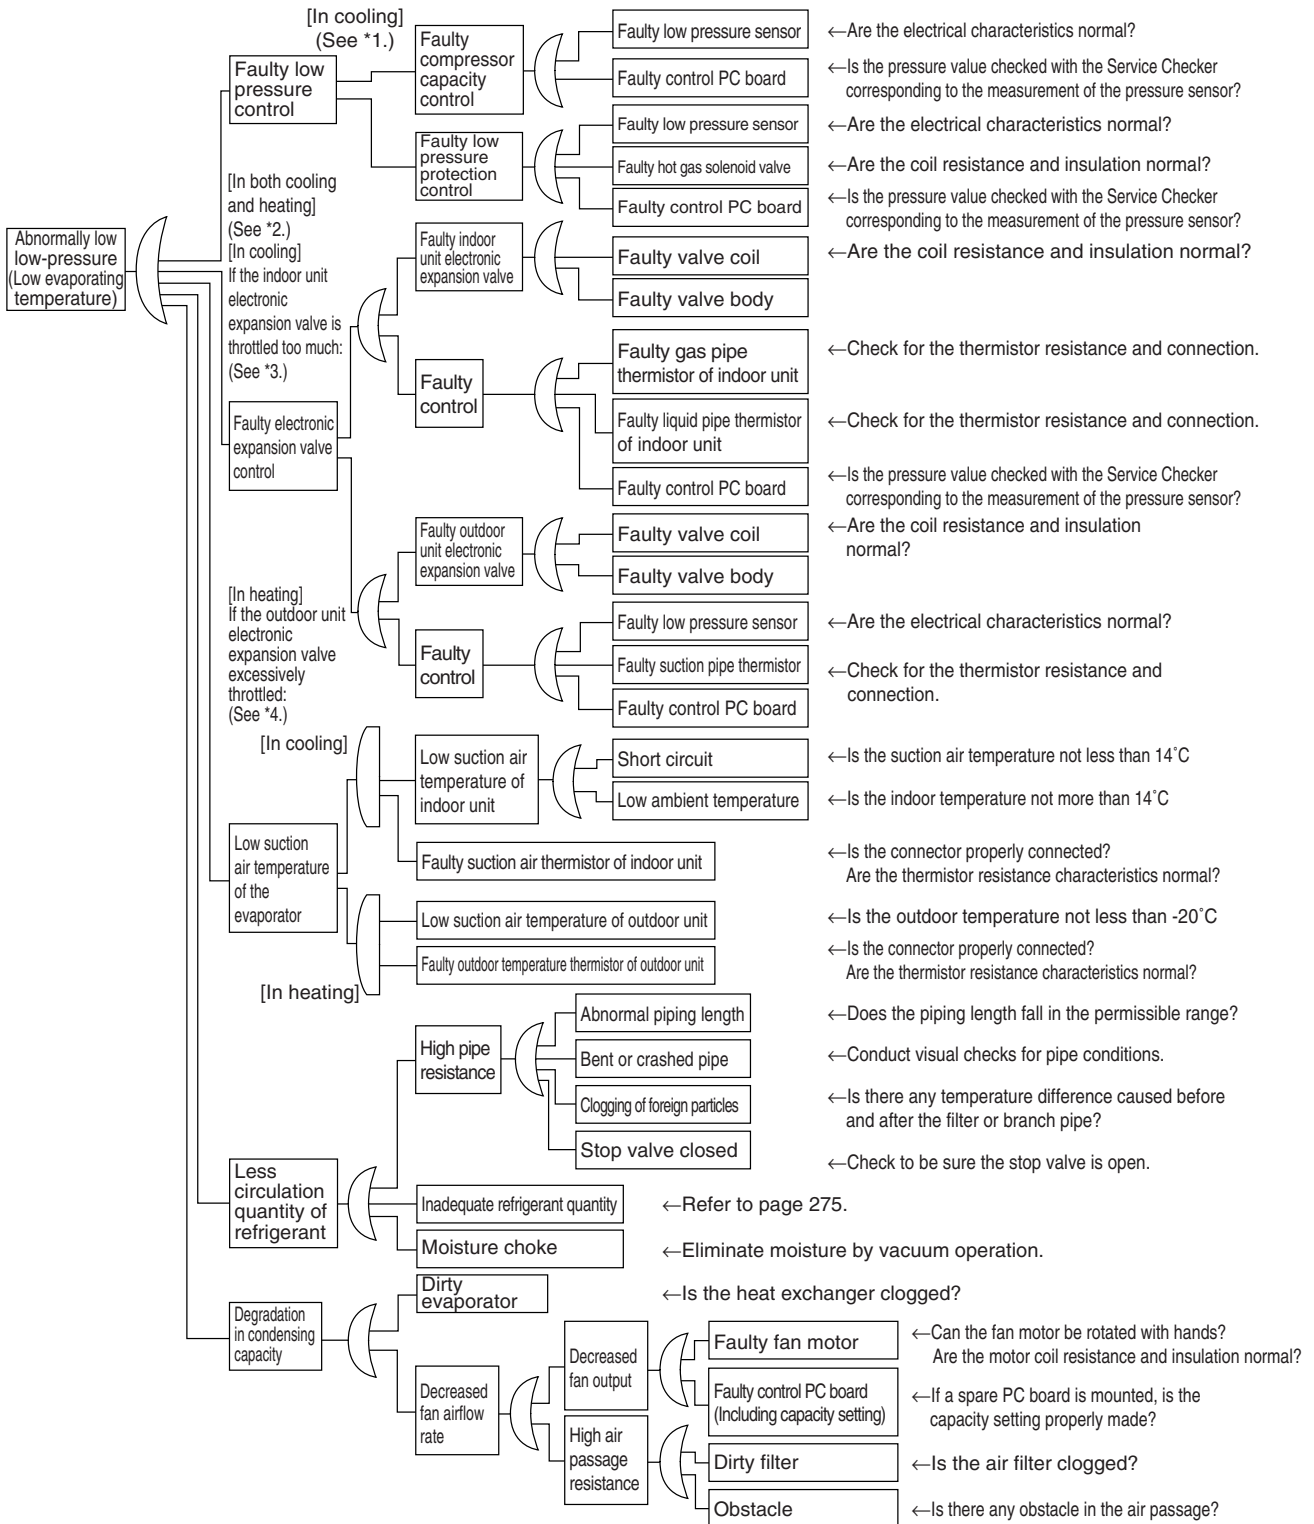 [In cooling]
(See *1.)
Faulty low
pressure
control
Faulty
compressor
capacity
control
Faulty low pressure sensor
←Are the electrical characteristics normal?
Faulty control PC board
←Is the pressure value checked with the Service Checker
corresponding to the measurement of the pressure sensor?
Faulty low
pressure
protection
control
Faulty low pressure sensor
←Are the electrical characteristics normal?
Faulty hot gas solenoid valve
←Are the coil resistance and insulation normal?
Faulty control PC board
←Is the pressure value checked with the Service Checker
corresponding to the measurement of the pressure sensor?
[In both cooling
and heating]
(See *2.)
[In cooling]
If the indoor unit
electronic
expansion valve is
throttled too much:
(See *3.)
Abnormally low
low-pressure
(Low evaporating
temperature)
Faulty indoor
unit electronic
expansion valve
Faulty valve coil
←Are the coil resistance and insulation normal?
Faulty valve body
Faulty
control
Faulty gas pipe
thermistor of indoor unit
←Check for the thermistor resistance and connection.
Faulty liquid pipe thermistor
of indoor unit
←Check for the thermistor resistance and connection.
Faulty control PC board
←Is the pressure value checked with the Service Checker
corresponding to the measurement of the pressure sensor?
Faulty electronic
expansion valve
control
Faulty outdoor
unit electronic
expansion valve
Faulty valve coil
←Are the coil resistance and insulation
normal?
Faulty valve body
[In heating]
If the outdoor unit
electronic
expansion valve
excessively
throttled:
(See *4.)
Faulty
control
Faulty low pressure sensor
←Are the electrical characteristics normal?
Faulty suction pipe thermistor
←Check for the thermistor resistance and
connection.
Faulty control PC board
[In cooling]
Low suction air
temperature of
indoor unit
Short circuit
←Is the suction air temperature not less than 14˚C
Low ambient temperature
←Is the indoor temperature not more than 14˚C
Low suction
air temperature
of the
evaporator
Faulty suction air thermistor of indoor unit
←Is the connector properly connected?
Are the thermistor resistance characteristics normal?
Low suction air temperature of outdoor unit
←Is the outdoor temperature not less than -20˚C
Faulty outdoor temperature thermistor of outdoor unit
←Is the connector properly connected?
Are the thermistor resistance characteristics normal?
[In heating]
High pipe
resistance
Abnormal piping length
←Does the piping length fall in the permissible range?
Bent or crashed pipe
←Conduct visual checks for pipe conditions.
Clogging of foreign particles
←Is there any temperature difference caused before
and after the filter or branch pipe?
Stop valve closed
←Check to be sure the stop valve is open.
Less
circulation
quantity of
refrigerant
Inadequate refrigerant quantity
←Refer to page 275.
Moisture choke
←Eliminate moisture by vacuum operation.
Dirty
evaporator
←Is the heat exchanger clogged?
Degradation
in condensing
capacity
Decreased
fan airflow
rate
Decreased
fan output
Faulty fan motor
←Can the fan motor be rotated with hands?
Are the motor coil resistance and insulation normal?
Faulty control PC board
(Including capacity setting)
←If a spare PC board is mounted, is the
capacity setting properly made?
High air
passage
resistance
Dirty filter
←Is the air filter clogged?
Obstacle
←Is there any obstacle in the air passage?